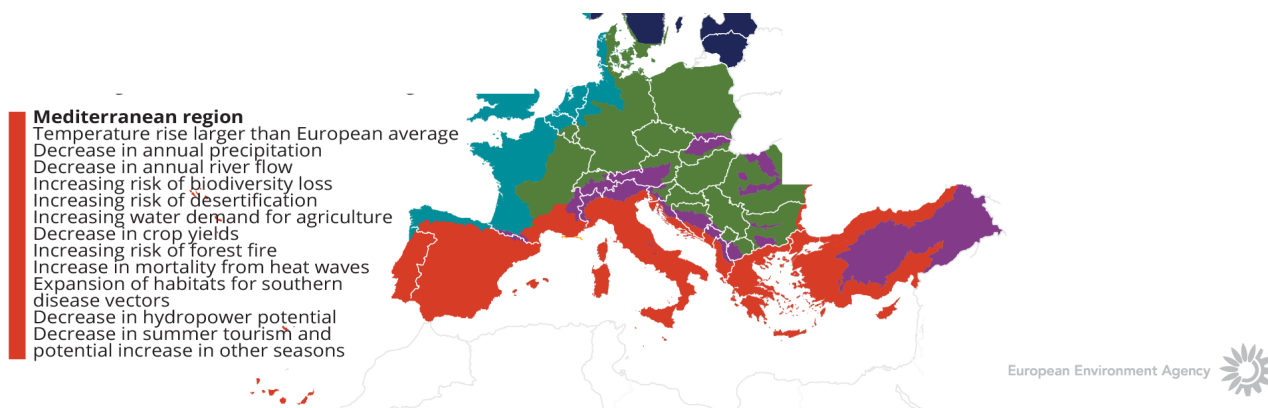 Mediterranean region
Temperature rise larger than European average
Decrease in annual precipitation
Decrease in annual river flow
Increasing risk of biodiversity loss
Increasing risk of desertification
Increasing water demand for agriculture
Decrease in crop yields
Increasing risk of forest fire
Increase in mortality from heat waves
Expansion of habitats for southern
disease vectors
Decrease in hydropower potential
Decrease in summer tourism and
potential increase in other seasons
European Environment Agency